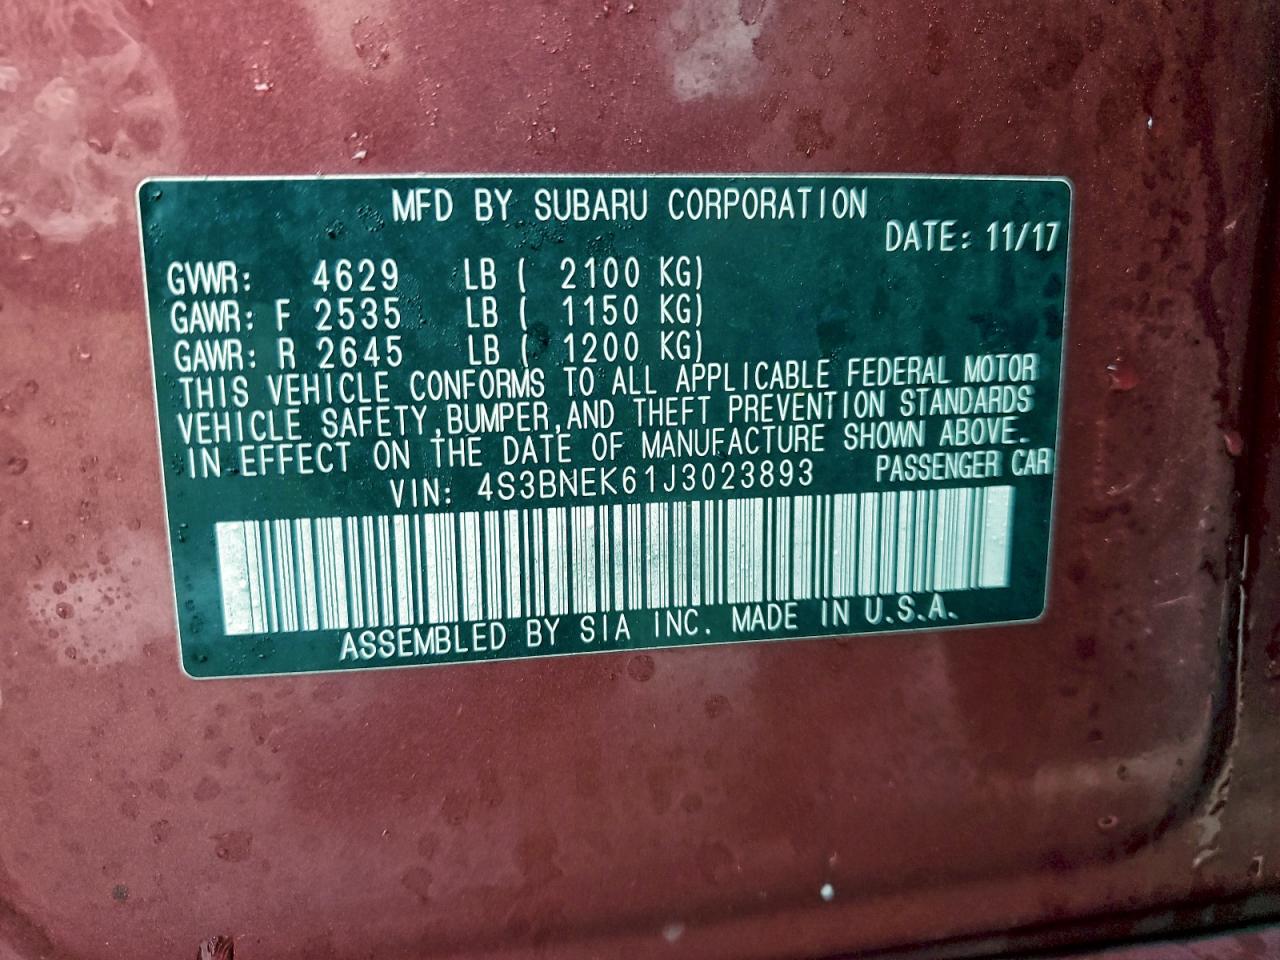 MFD BY SUBARU CORPORATION
DATE: 11/17
GVWR: 4629 LB ( 2100 KG)
GAWR: F 2535 LB ( 1150 KG)
GAWR: R 2645 LB ( 1200 KG)
THIS VEHICLE CONFORMS TO ALL APPLICABLE FEDERAL MOTOR
VEHICLE SAFETY,BUMPER,AND THEFT PREVENTION STANDARDS
IN EFFECT ON THE DATE OF MANUFACTURE SHOWN ABOVE.
VIN: 4S3BNEK61J3023893 PASSENGER CAR
ASSEMBLED BY SIA INC. MADE IN U.S.A.